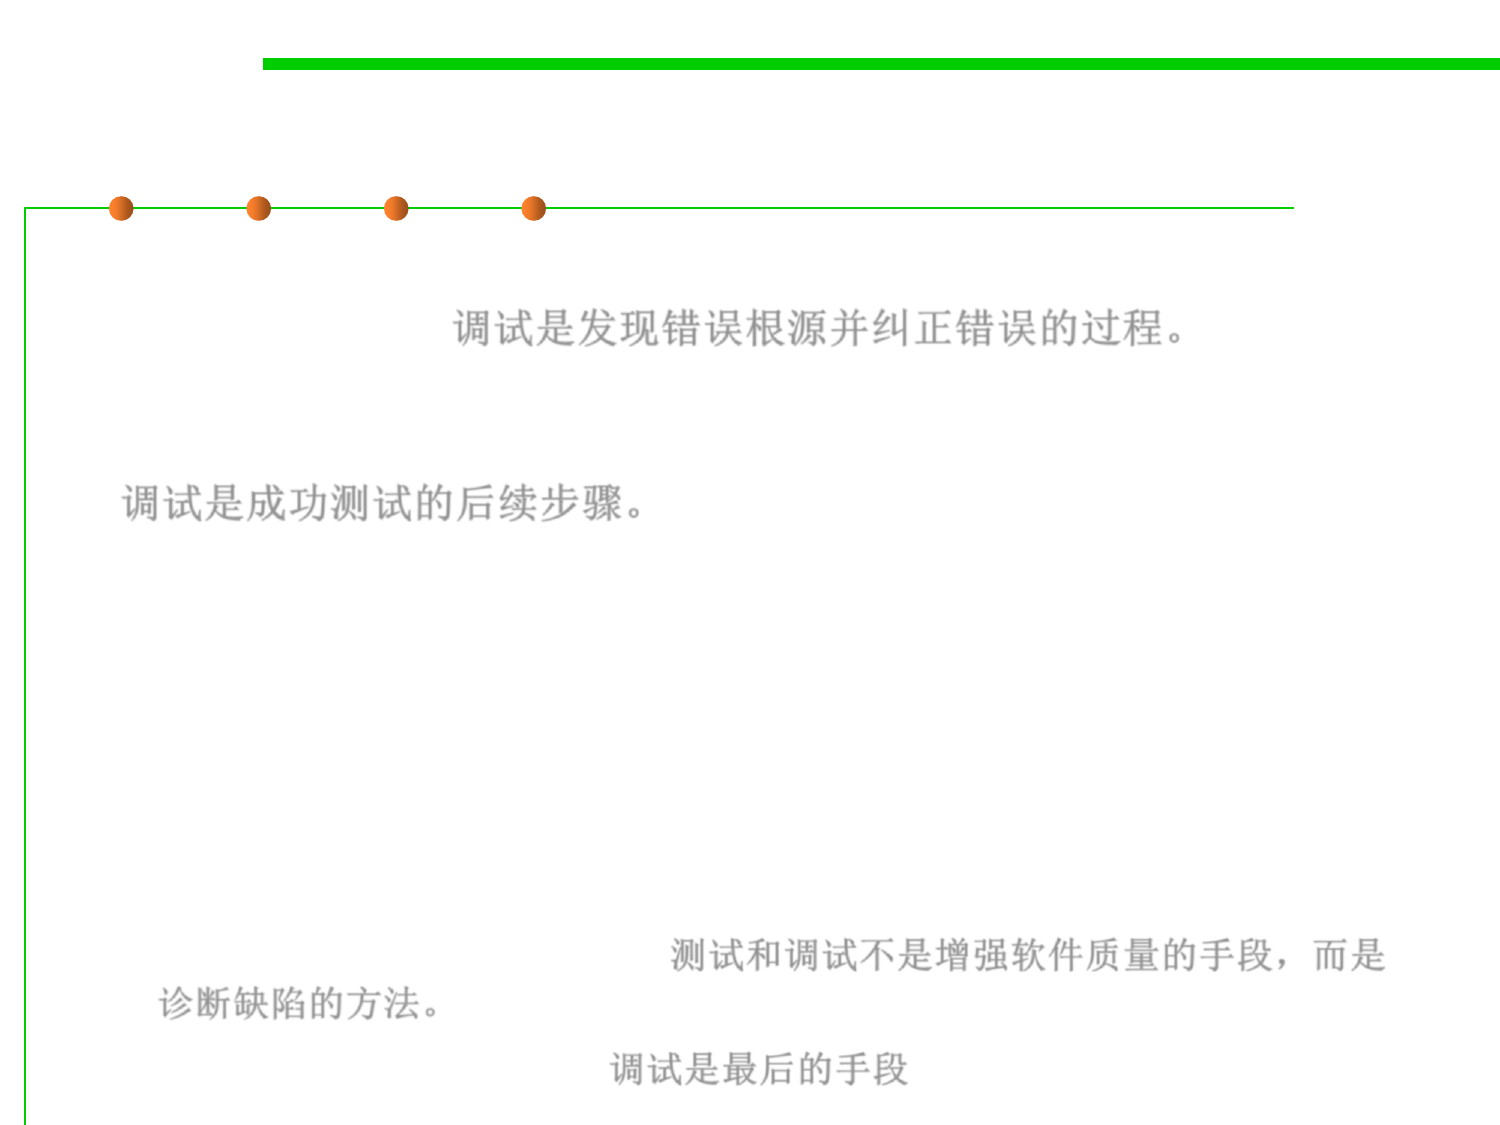 调试是发现错误根源并纠正错误的过程。
调试是成功测试的后续步骤。
测试和调试不是增强软件质量的手段，而是
诊断缺陷的方法。
调试是最后的手段